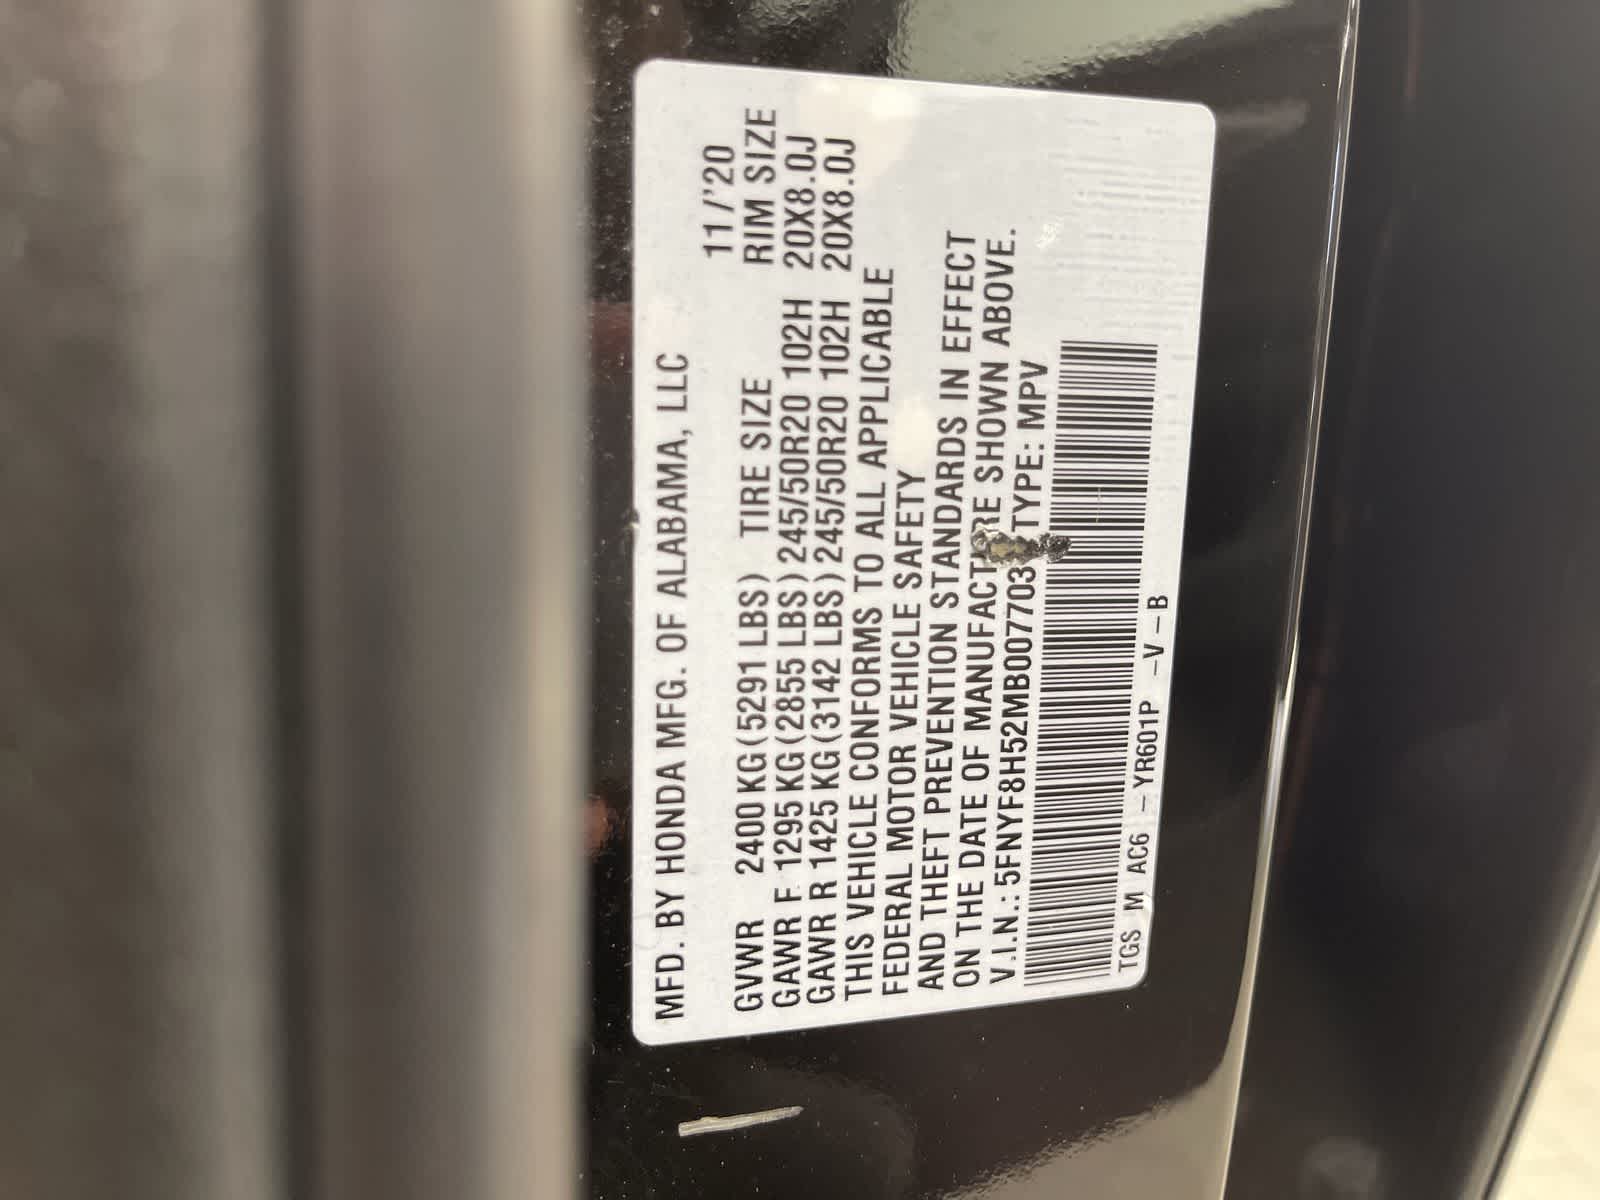 MFD. BY HONDA MFG. OF ALABAMA, LLC
11/'20
GVWR 2400 KG (5291 LBS) TIRE SIZE RIM SIZE
GAWR F 1295 KG (2855 LBS) 245/50R20 102H 20X8.0J
GAWR R 1425 KG (3142 LBS) 245/50R20 102H 20X8.0J
THIS VEHICLE CONFORMS TO ALL APPLICABLE
FEDERAL MOTOR VEHICLE SAFETY
AND THEFT PREVENTION STANDARDS IN EFFECT
ON THE DATE OF MANUFACTURE SHOWN ABOVE.
V.I.N.: 5FNYF8H52MB007703 TYPE: MPV
TGS M AC6 – YR601P –V – B